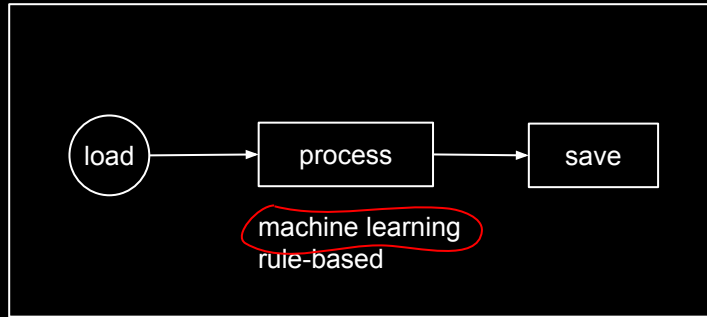 load
process
save
machine learning
rule-based